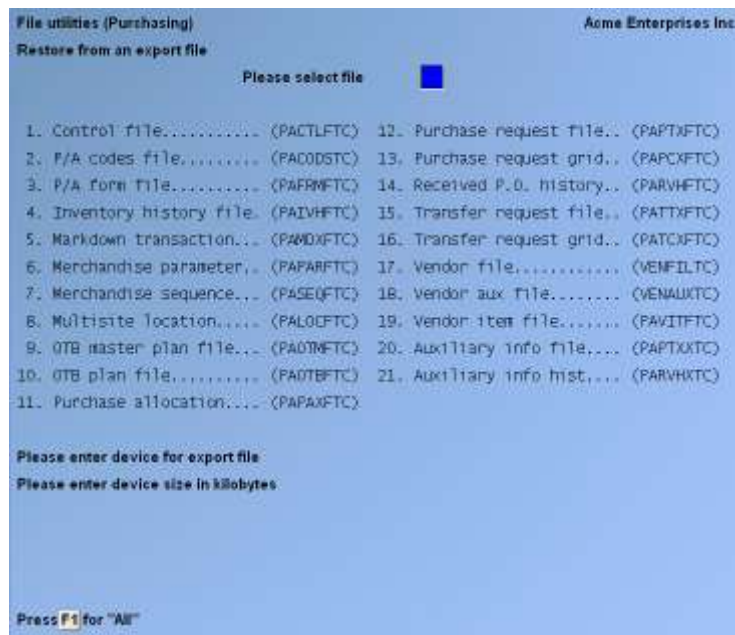 File utilities (Purchasing) Acme Enterprises Inc
Restore from an export file
Please select file
1. Control file........... (PACTLFTC) 12. Purchase request file.. (PAPTXFTC)
2. P/A codes file......... (PACODSTC) 13. Purchase request grid.. (PAPCXFTC)
3. P/A form file.......... (PAFRMFTC) 14. Received P.O. history.. (PARVHFTC)
4. Inventory history file. (PAIVHFTC) 15. Transfer request file.. (PATTXFTC)
5. Markdown transaction... (PAMDXFTC) 16. Transfer request grid.. (PATCXFTC)
6. Merchandise parameter.. (PAPARFTC) 17. Vendor file............ (VENFILTC)
7. Merchandise sequence... (PASEQFTC) 18. Vendor aux file........ (VENAUXTC)
8. Multisite location..... (PALOCFTC) 19. Vendor item file....... (PAVITFTC)
9. OTB master plan file... (PAOTMFTC) 20. Auxiliary info file.... (PAPTXXTC)
10. OTB plan file.......... (PAOTBFTC) 21. Auxiliary info hist.... (PARVHXTC)
11. Purchase allocation.... (PAPAXFTC)
Please enter device for export file
Please enter device size in kilobytes
Press F1 for "All"